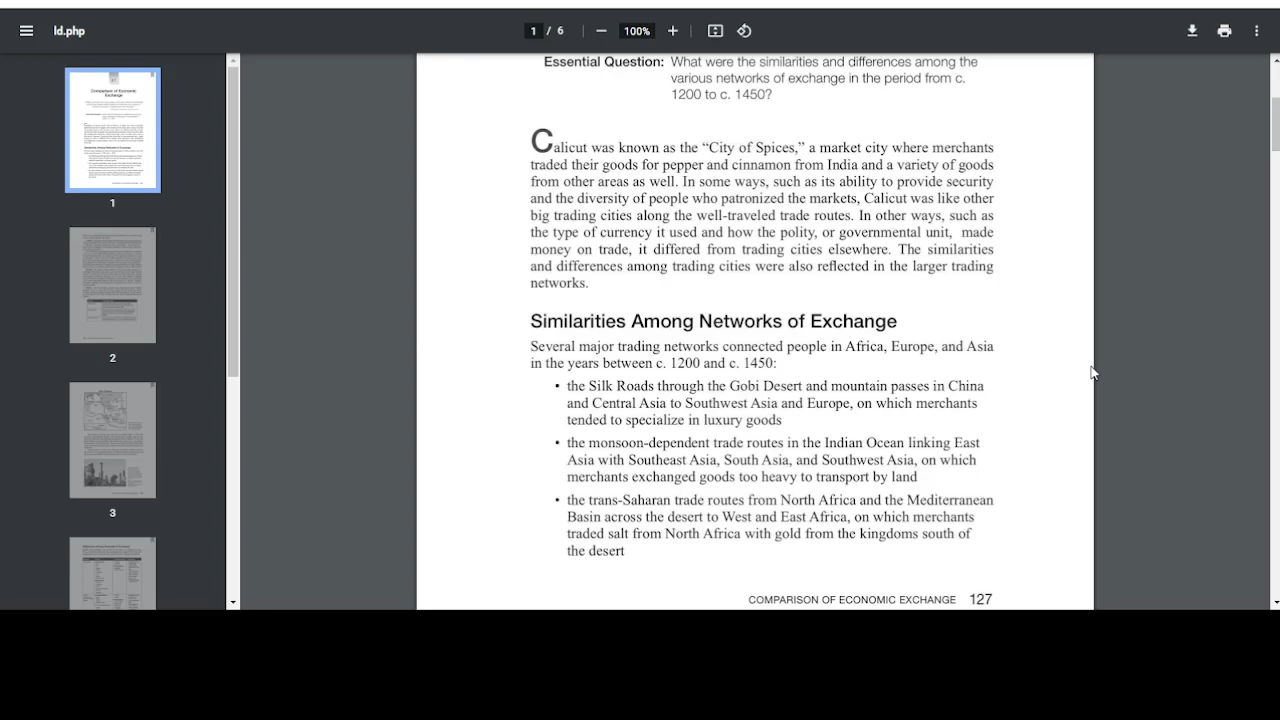 ld.php
1 / 6
100%
Essential Question: What were the similarities and differences among the
various networks of exchange in the period from c.
1200 to c. 1450?
Calicut was known as the “City of Spices,” a market city where merchants
their goods for pepper and cinnamon from India and a variety of goods
from other areas as well. In some ways, such as its ability to provide security
and the diversity of people who patronized the markets, Calicut was like other
big trading cities along the well-traveled trade routes. In other ways, such as
the type of currency it used and how the polity, or governmental unit, made
money on trade, it differed from trading cities elsewhere. The similarities
and differences among trading cities were also reflected in the larger trading
networks.
Similarities Among Networks of Exchange
Several major trading networks connected people in Africa, Europe, and Asia
in the years between c. 1200 and c. 1450:
• the Silk Roads through the Gobi Desert and mountain passes in China
and Central Asia to Southwest Asia and Europe, on which merchants
tended to specialize in luxury goods
• the monsoon-dependent trade routes in the Indian Ocean linking East
Asia with Southeast Asia, South Asia, and Southwest Asia, on which
merchants exchanged goods too heavy to transport by land
• the trans-Saharan trade routes from North Africa and the Mediterranean
Basin across the desert to West and East Africa, on which merchants
traded salt from North Africa with gold from the kingdoms south of
the desert
COMPARISON OF ECONOMIC EXCHANGE 127
Comparison of Economic
Exchange
1
2
3